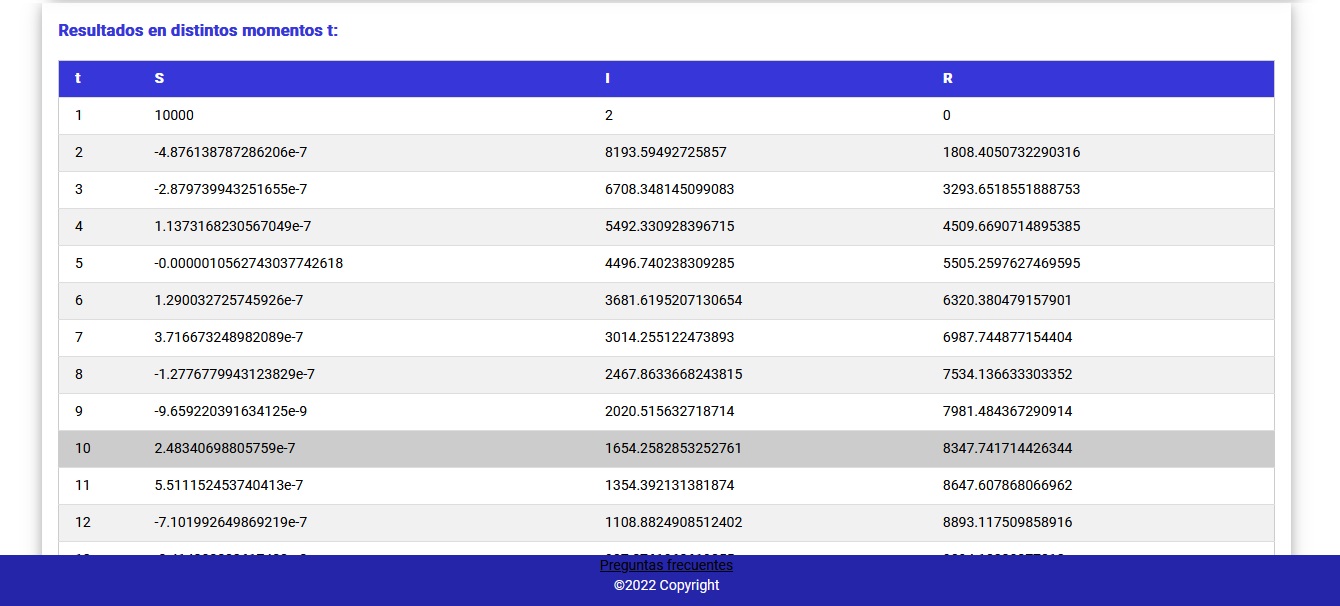 Resultados en distintos momentos t:
t S I R
1 10000 2 0
2 -4.876138787286206e-7 8193.59492725857 1808.4050732290316
3 -2.879739943251655e-7 6708.348145099083 3293.6518551888753
4 1.1373168230567049e-7 5492.330928396715 4509.6690714895385
5 -0.0000010562743037742618 4496.740238309285 5505.2597627469595
6 1.290032725745926e-7 3681.6195207130654 6320.380479157901
7 3.716673248982089e-7 3014.255122473893 6987.744877154404
8 -1.2776779943123829e-7 2467.8633668243815 7534.136633303352
9 -9.659220391634125e-9 2020.515632718714 7981.484367290914
10 2.48340698805759e-7 1654.2582853252761 8347.741714426344
11 5.511152453740413e-7 1354.392131381874 8647.607868066962
12 -7.101992649869219e-7 1108.8824908512402 8893.117509858916
Preguntas frecuentes
©2022 Copyright